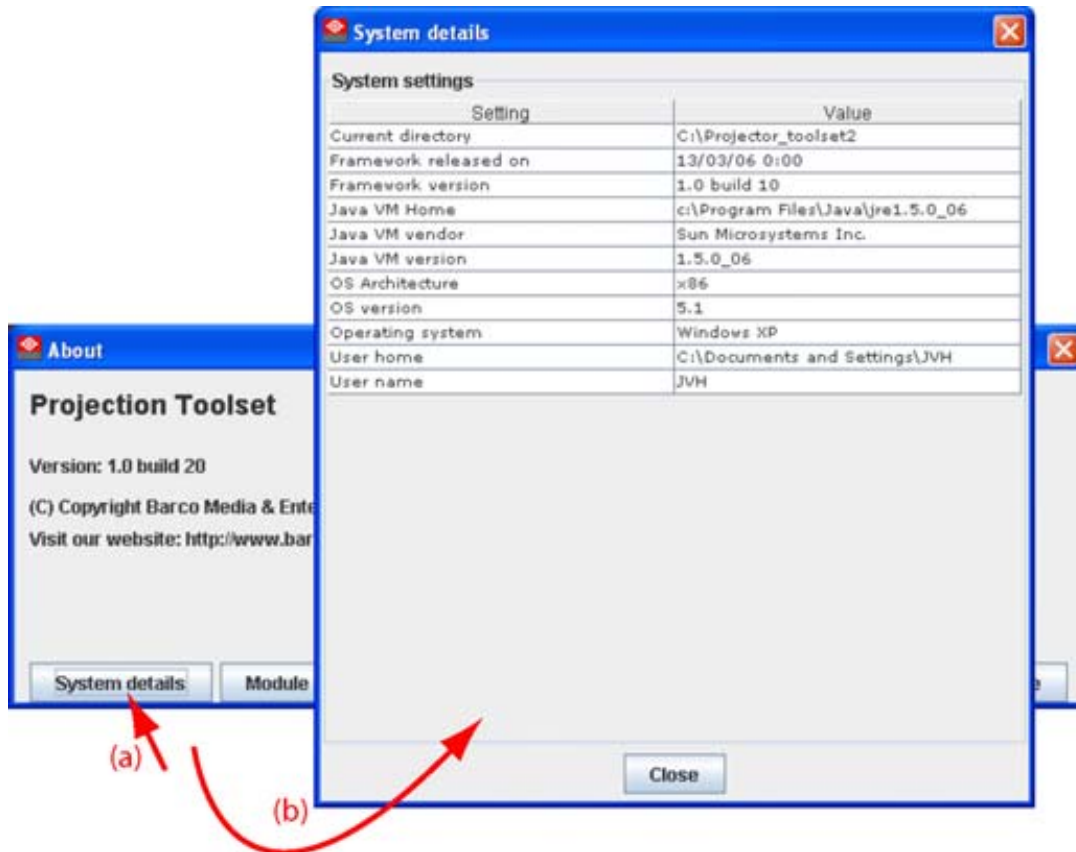 System details
System settings
Setting Value
Current directory C:\Projector_toolset2
Framework released on 13/03/06 0:00
Framework version 1.0 build 10
Java VM Home c:\Program Files\Java\jre1.5.0_06
Java VM vendor Sun Microsystems Inc.
Java VM version 1.5.0_06
OS Architecture x86
OS version 5.1
Operating system Windows XP
User home C:\Documents and Settings\JVH
User name JVH
Close
About
Projection Toolset
Version: 1.0 build 20
(C) Copyright Barco Media & Ente
Visit our website: http://www.bar
System details Module
(a)
(b)